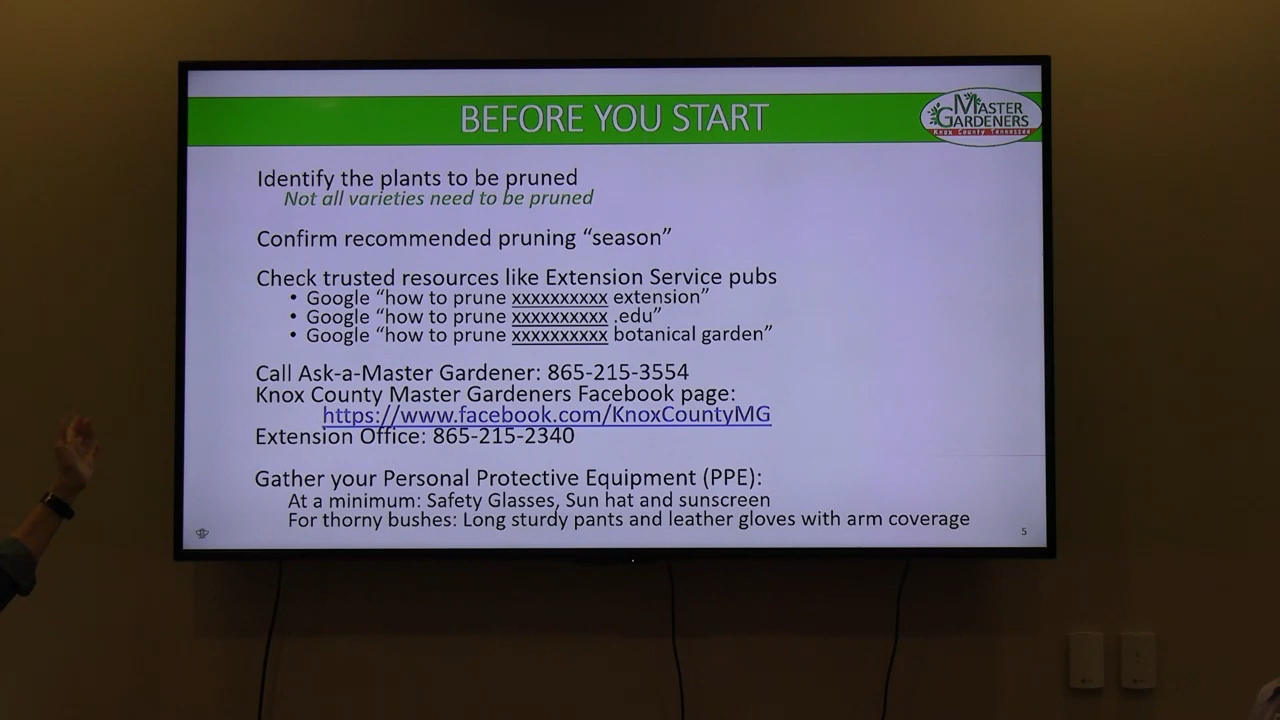 BEFORE YOU START
MASTER
GARDENERS
Knox County Tennessee
Identify the plants to be pruned
Not all varieties need to be pruned
Confirm recommended pruning “season”
Check trusted resources like Extension Service pubs
• Google “how to prune xxxxxxxxxx extension”
• Google “how to prune xxxxxxxxxx .edu”
• Google “how to prune xxxxxxxxxx botanical garden”
Call Ask-a-Master Gardener: 865-215-3554
Knox County Master Gardeners Facebook page:
https://www.facebook.com/KnoxCountyMG
Extension Office: 865-215-2340
Gather your Personal Protective Equipment (PPE):
At a minimum: Safety Glasses, Sun hat and sunscreen
For thorny bushes: Long sturdy pants and leather gloves with arm coverage
5